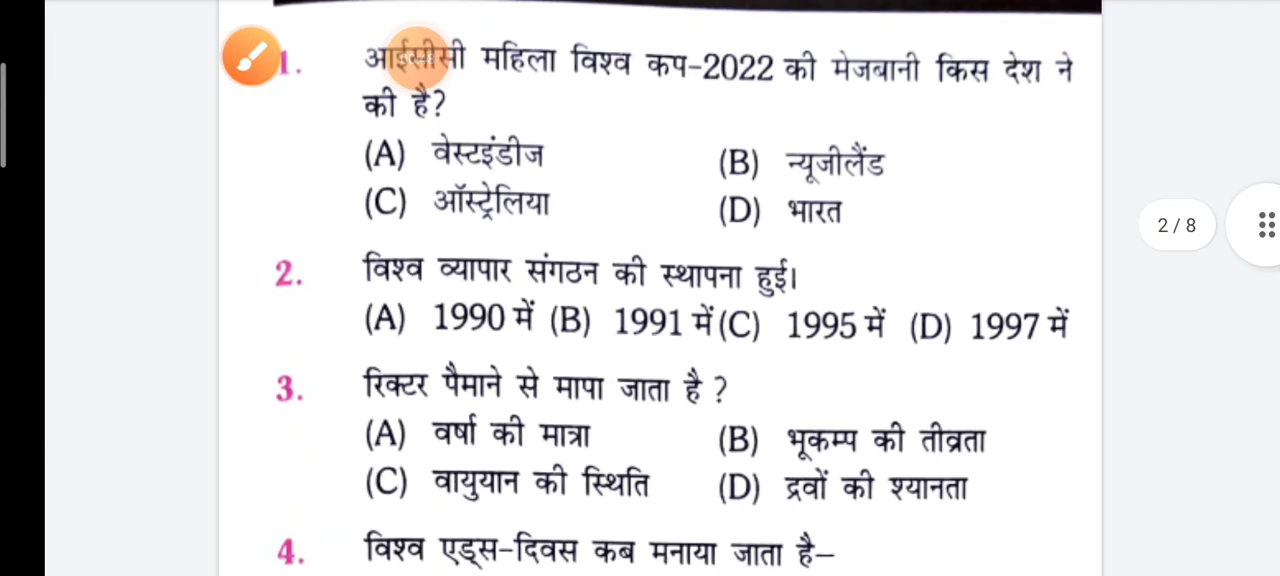 1. आईसीसी महिला विश्व कप-2022 की मेजबानी किस देश ने
की है?
(A) वेस्टइंडीज (B) न्यूजीलैंड
(C) ऑस्ट्रेलिया (D) भारत
2 / 8
2. विश्व व्यापार संगठन की स्थापना हुई।
(A) 1990 में (B) 1991 में (C) 1995 में (D) 1997 में
3. रिक्टर पैमाने से मापा जाता है ?
(A) वर्षा की मात्रा (B) भूकम्प की तीव्रता
(C) वायुयान की स्थिति (D) द्रवों की श्यानता
4. विश्व एड्स-दिवस कब मनाया जाता है–